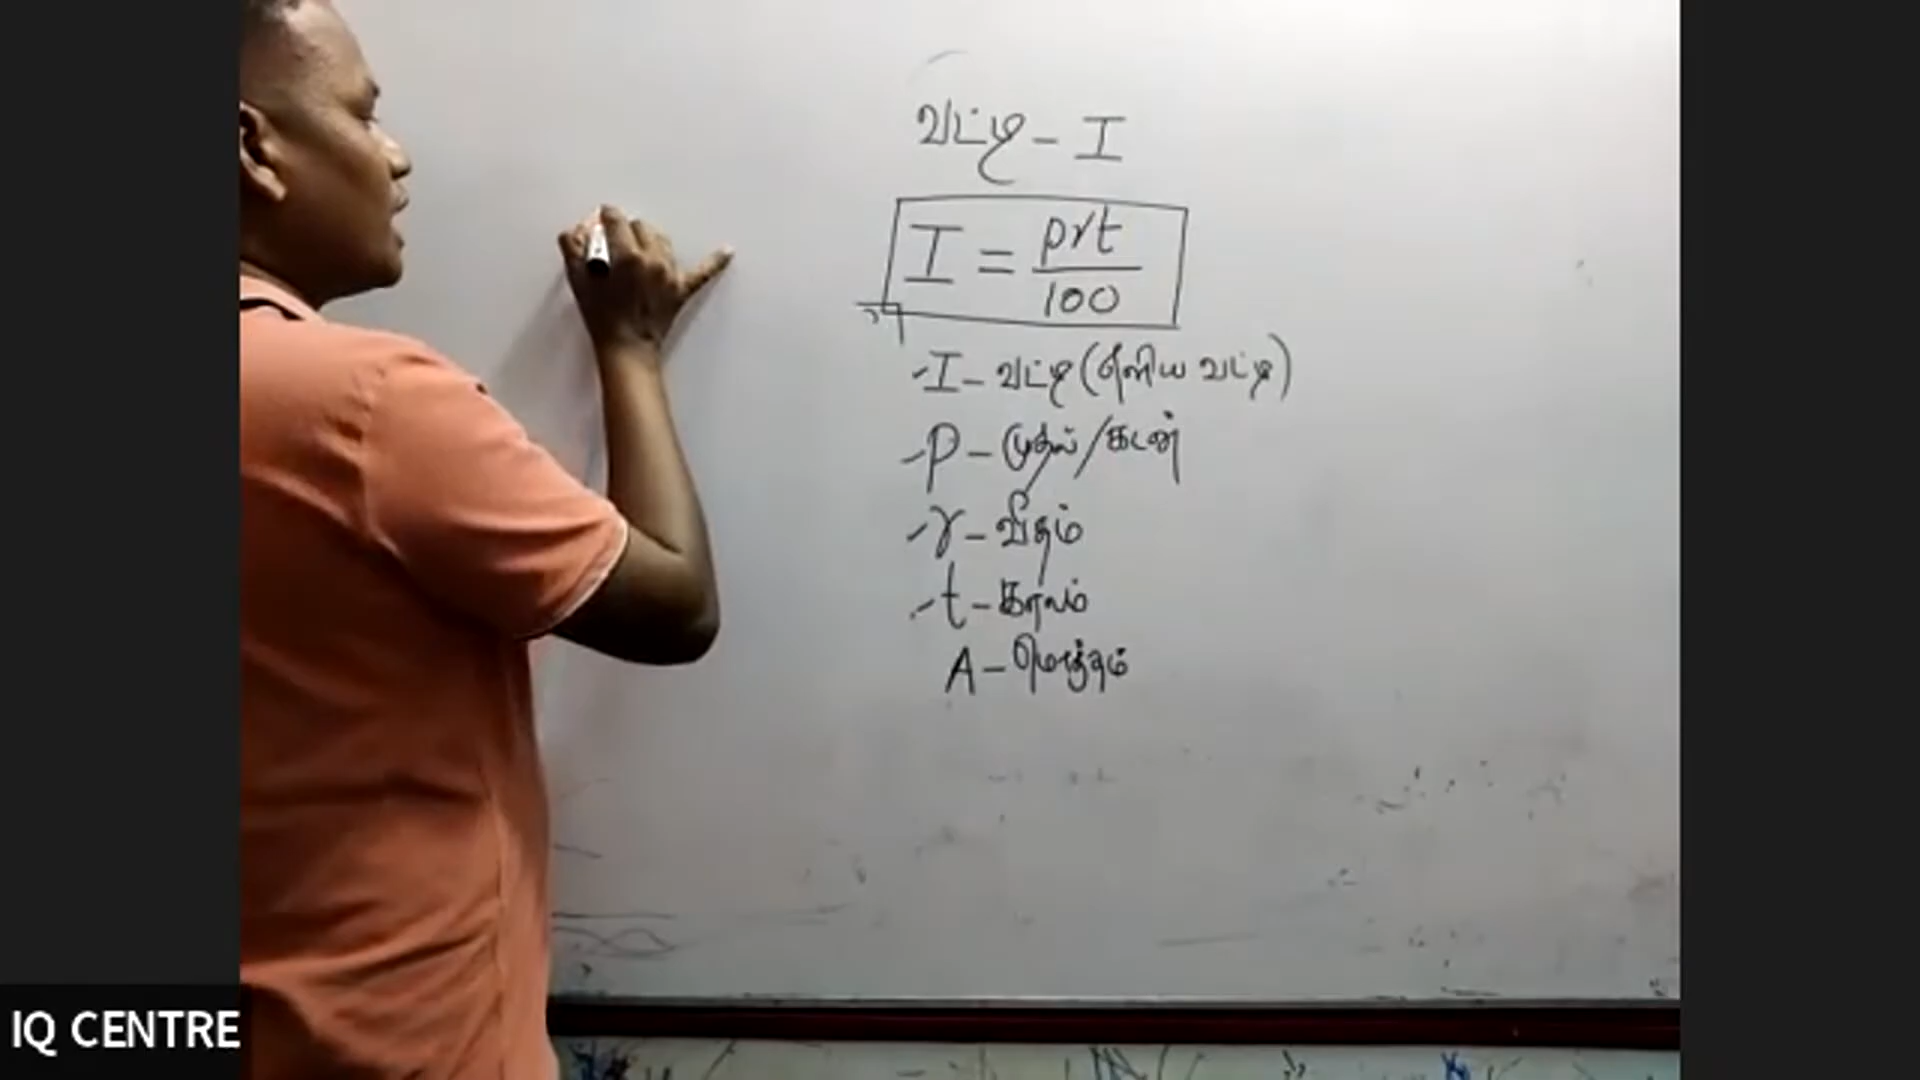 வட்டி - I
I = prt/100
I - வட்டி (எளிய வட்டி)
P - முதல் / கடன்
r - வீதம்
t - காலம்
A - மொத்தம்
IQ CENTRE